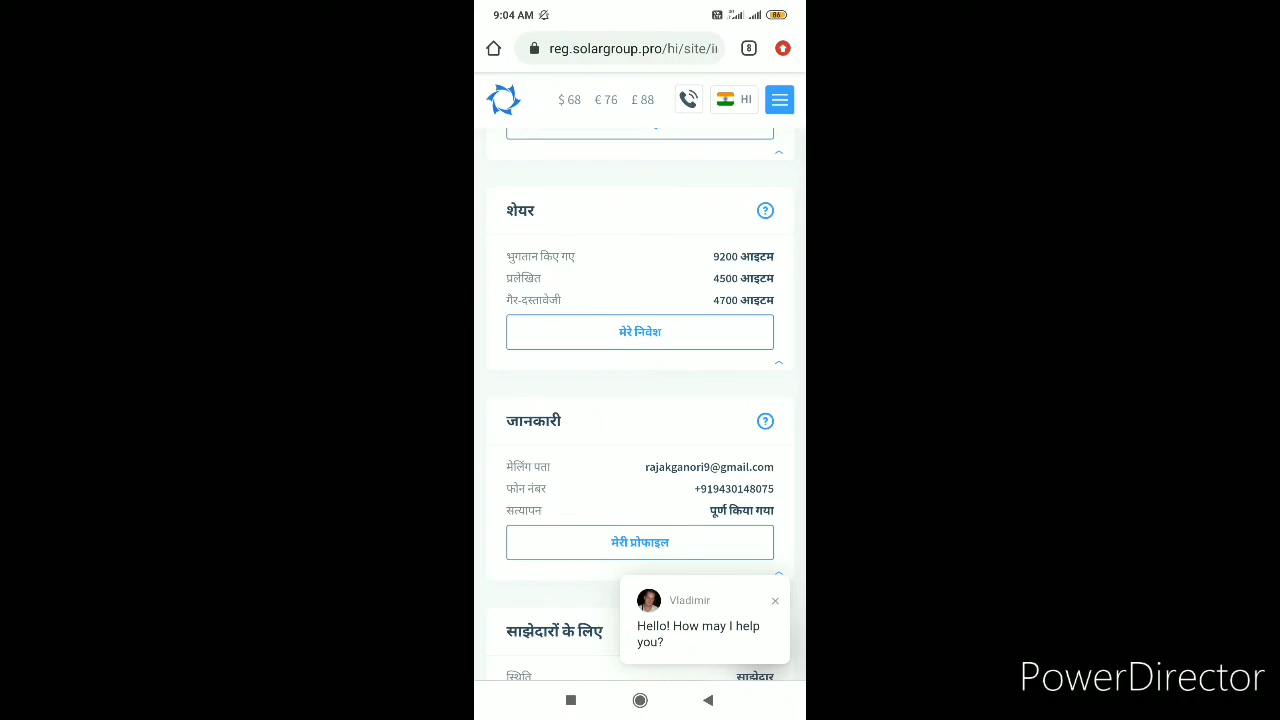 9:04 AM
86
reg.solargroup.pro/hi/site/i
8
$ 68 € 76 £ 88
HI
शेयर
?
भुगतान किए गए 9200 आइटम
प्रलेखित 4500 आइटम
गैर-दस्तावेजी 4700 आइटम
मेरे निवेश
जानकारी
?
मेलिंग पता rajakganori9@gmail.com
फोन नंबर +919430148075
सत्यापन पूर्ण किया गया
मेरी प्रोफाइल
Vladimir
Hello! How may I help
you?
साझेदारों के लिए
स्थिति साझेदार
PowerDirector